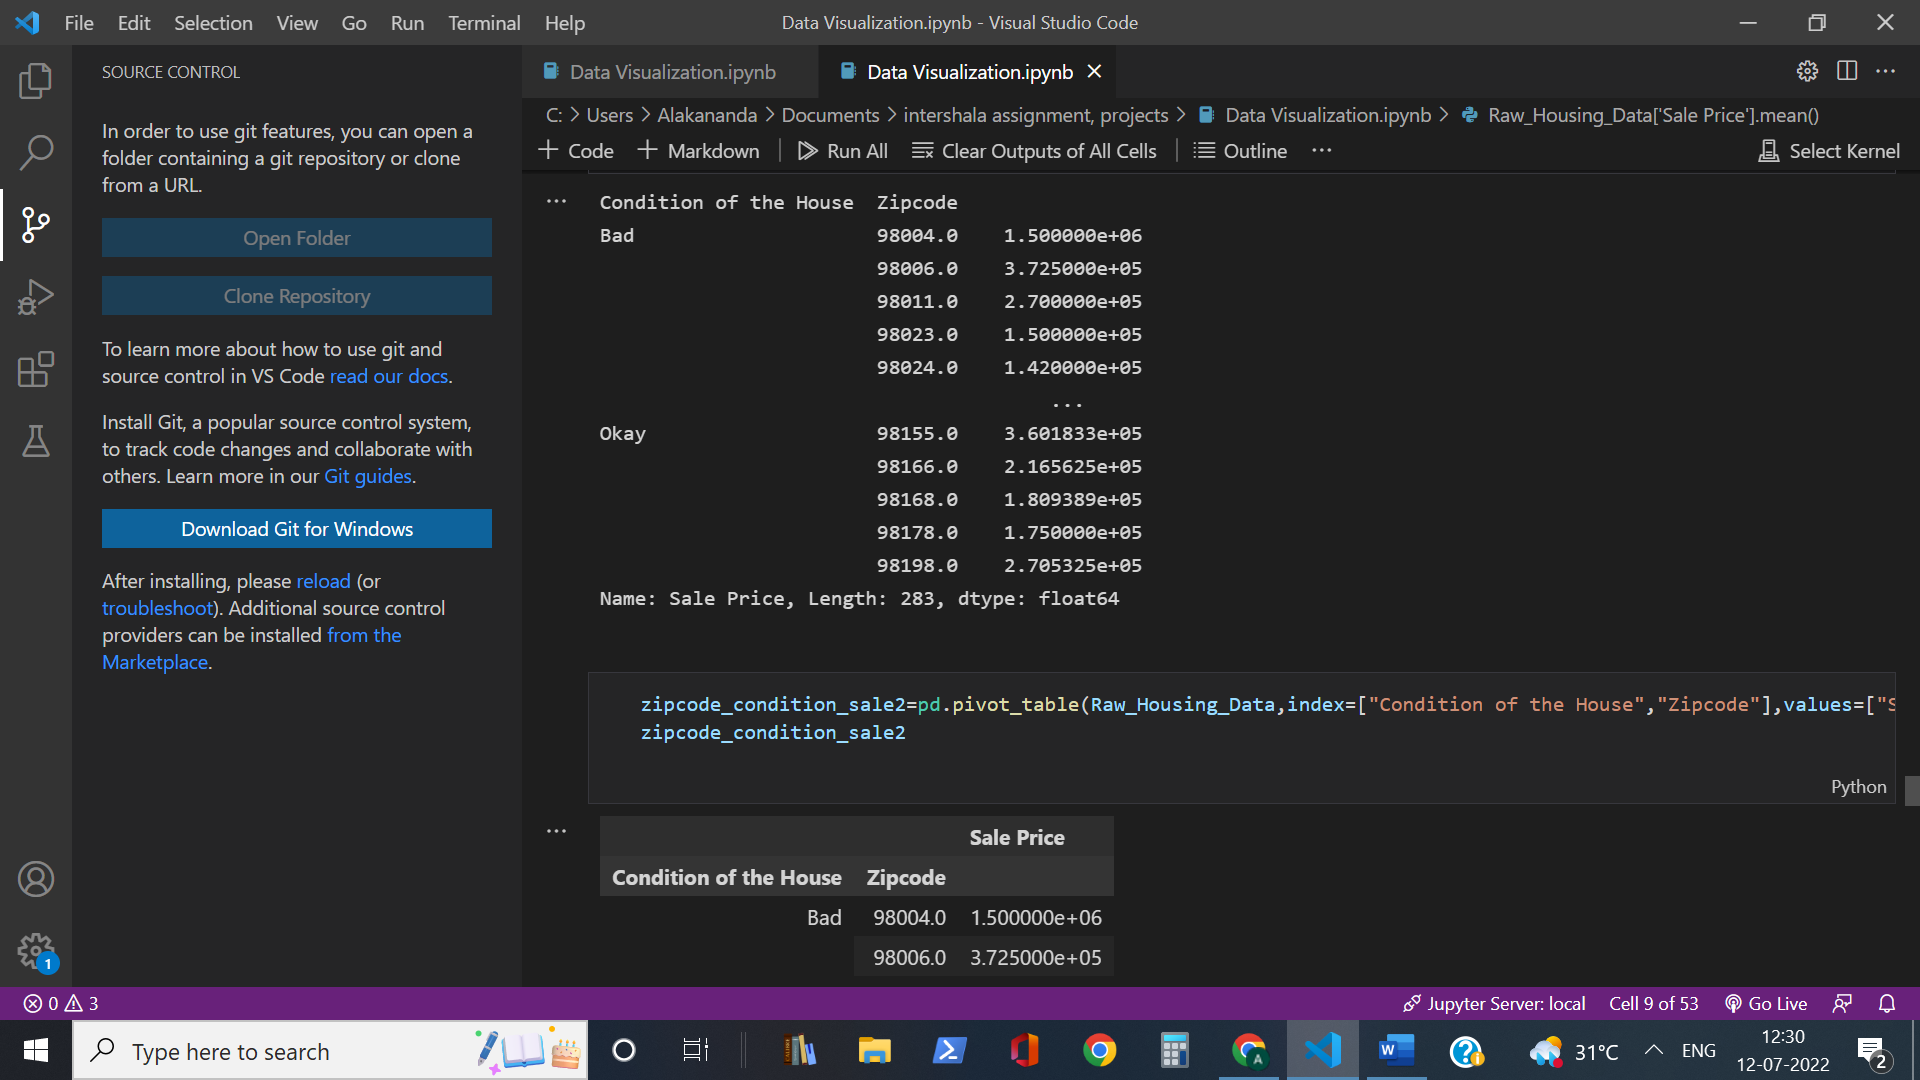 File Edit Selection View Go Run Terminal Help
Data Visualization.ipynb - Visual Studio Code
SOURCE CONTROL
In order to use git features, you can open a
folder containing a git repository or clone
from a URL.
Open Folder
Clone Repository
To learn more about how to use git and
source control in VS Code read our docs.
Install Git, a popular source control system,
to track code changes and collaborate with
others. Learn more in our Git guides.
Download Git for Windows
After installing, please reload (or
troubleshoot). Additional source control
providers can be installed from the
Marketplace.
1
Data Visualization.ipynb
Data Visualization.ipynb
C: > Users > Alakananda > Documents > intershala assignment, projects > Data Visualization.ipynb > Raw_Housing_Data['Sale Price'].mean()
+ Code + Markdown Run All Clear Outputs of All Cells Outline ... Select Kernel
... Condition of the House Zipcode
Bad 98004.0 1.500000e+06
98006.0 3.725000e+05
98011.0 2.700000e+05
98023.0 1.500000e+05
98024.0 1.420000e+05
...
Okay 98155.0 3.601833e+05
98166.0 2.165625e+05
98168.0 1.809389e+05
98178.0 1.750000e+05
98198.0 2.705325e+05
Name: Sale Price, Length: 283, dtype: float64
zipcode_condition_sale2=pd.pivot_table(Raw_Housing_Data,index=["Condition of the House","Zipcode"],values=["S
zipcode_condition_sale2
Python
...
Sale Price
Condition of the House Zipcode
Bad 98004.0 1.500000e+06
98006.0 3.725000e+05
0 3
Jupyter Server: local Cell 9 of 53 Go Live
Type here to search
A
W
31°C
ENG
12:30
12-07-2022
2